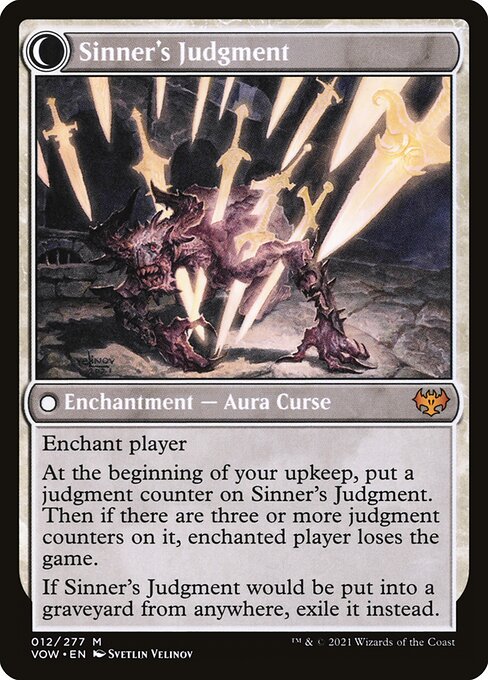 Sinner's Judgment
VELINOV
Enchantment — Aura Curse
Enchant player
At the beginning of your upkeep, put a
judgment counter on Sinner's Judgment.
Then if there are three or more judgment
counters on it, enchanted player loses the
game.
If Sinner's Judgment would be put into a
graveyard from anywhere, exile it instead.
012/277 M
VOW • EN Svetlin Velinov
™ & © 2021 Wizards of the Coast